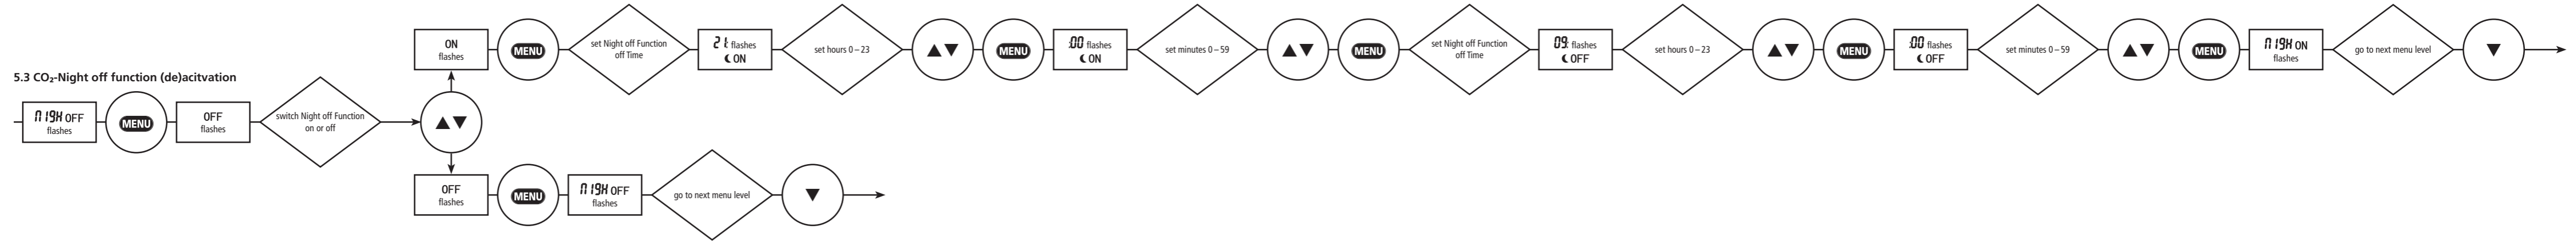 5.3 CO₂-Night off function (de)acitvation
NIGH OFF
flashes
MENU
OFF
flashes
switch Night off Function
on or off
▲▼
ON
flashes
MENU
set Night off Function
off Time
21: flashes
☾ON
set hours 0 – 23
▲▼
MENU
:00 flashes
☾ON
set minutes 0 – 59
▲▼
MENU
set Night off Function
off Time
09: flashes
☾OFF
set hours 0 – 23
▲▼
MENU
:00 flashes
☾OFF
set minutes 0 – 59
▲▼
MENU
NIGH ON
flashes
go to next menu level
▼
OFF
flashes
MENU
NIGH OFF
flashes
go to next menu level
▼